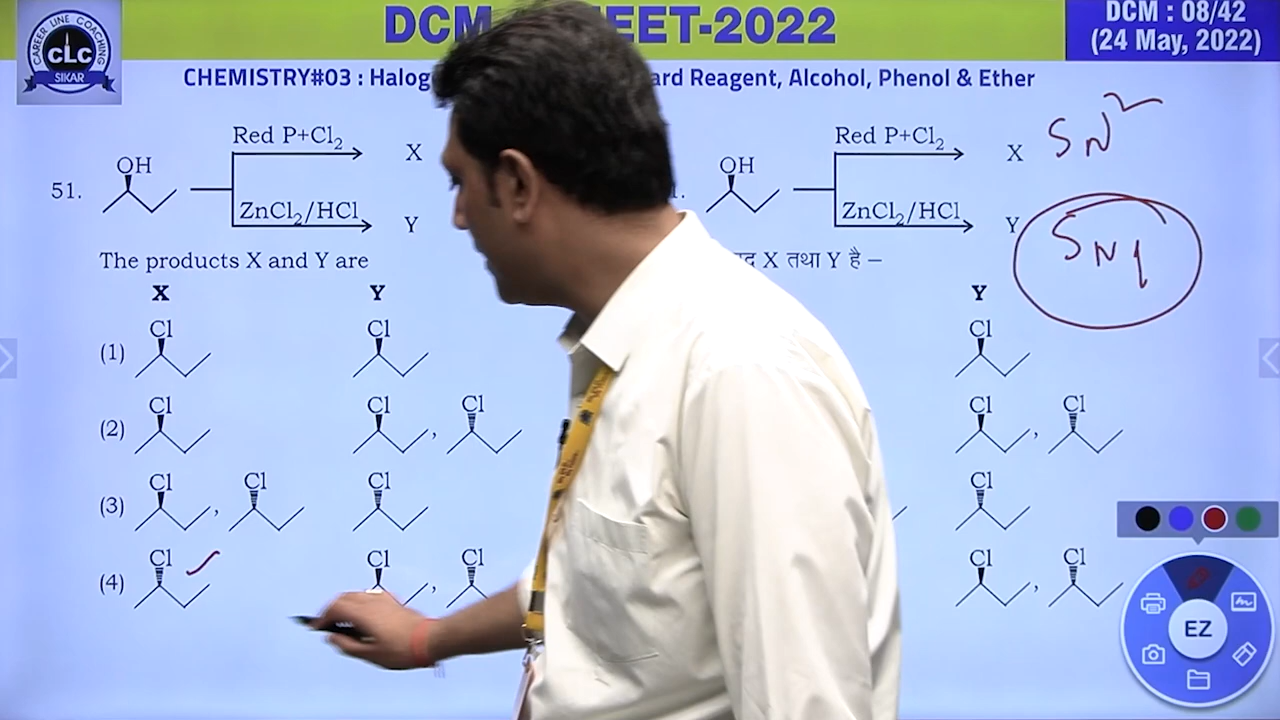 DCM EET-2022
DCM : 08/42
(24 May, 2022)
CAREER LINE COACHING
CLC
SIKAR
CHEMISTRY#03 : Halog ard Reagent, Alcohol, Phenol & Ether
51.
OH
Red P+Cl₂
X
ZnCl₂/HCl
Y
The products X and Y are
X Y
(1) Cl Cl
(2) Cl Cl , Cl
(3) Cl , Cl Cl
(4) Cl Cl , Cl
OH
Red P+Cl₂
X
SN²
ZnCl₂/HCl
Y
SN1
X तथा Y है –
Y
Cl
Cl , Cl
Cl
Cl , Cl
EZ